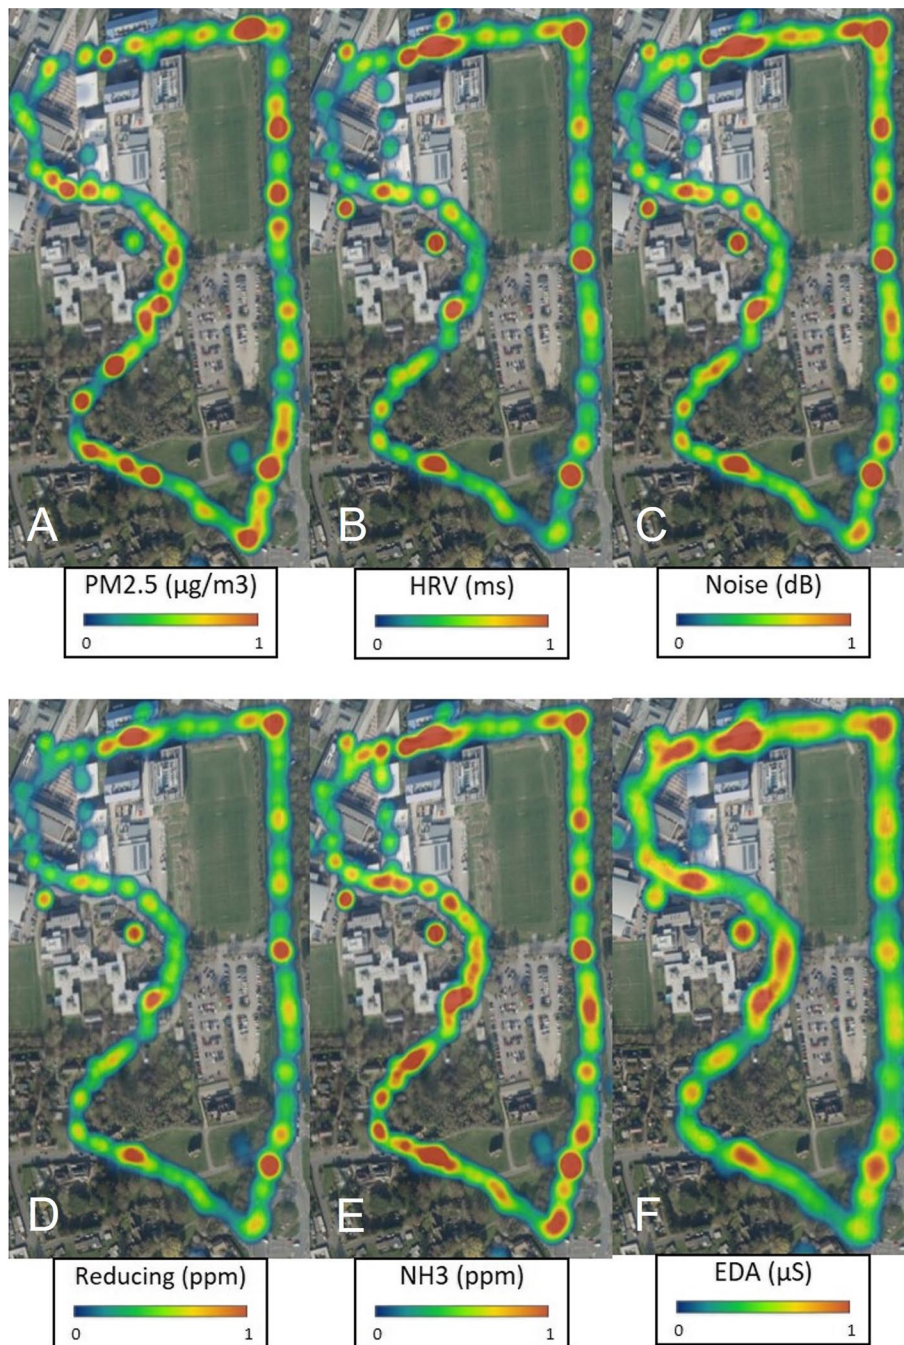 A
B
C
PM2.5 (µg/m3)
HRV (ms)
Noise (dB)
0 1
0 1
0 1
D
E
F
Reducing (ppm)
NH3 (ppm)
EDA (µS)
0 1
0 1
0 1